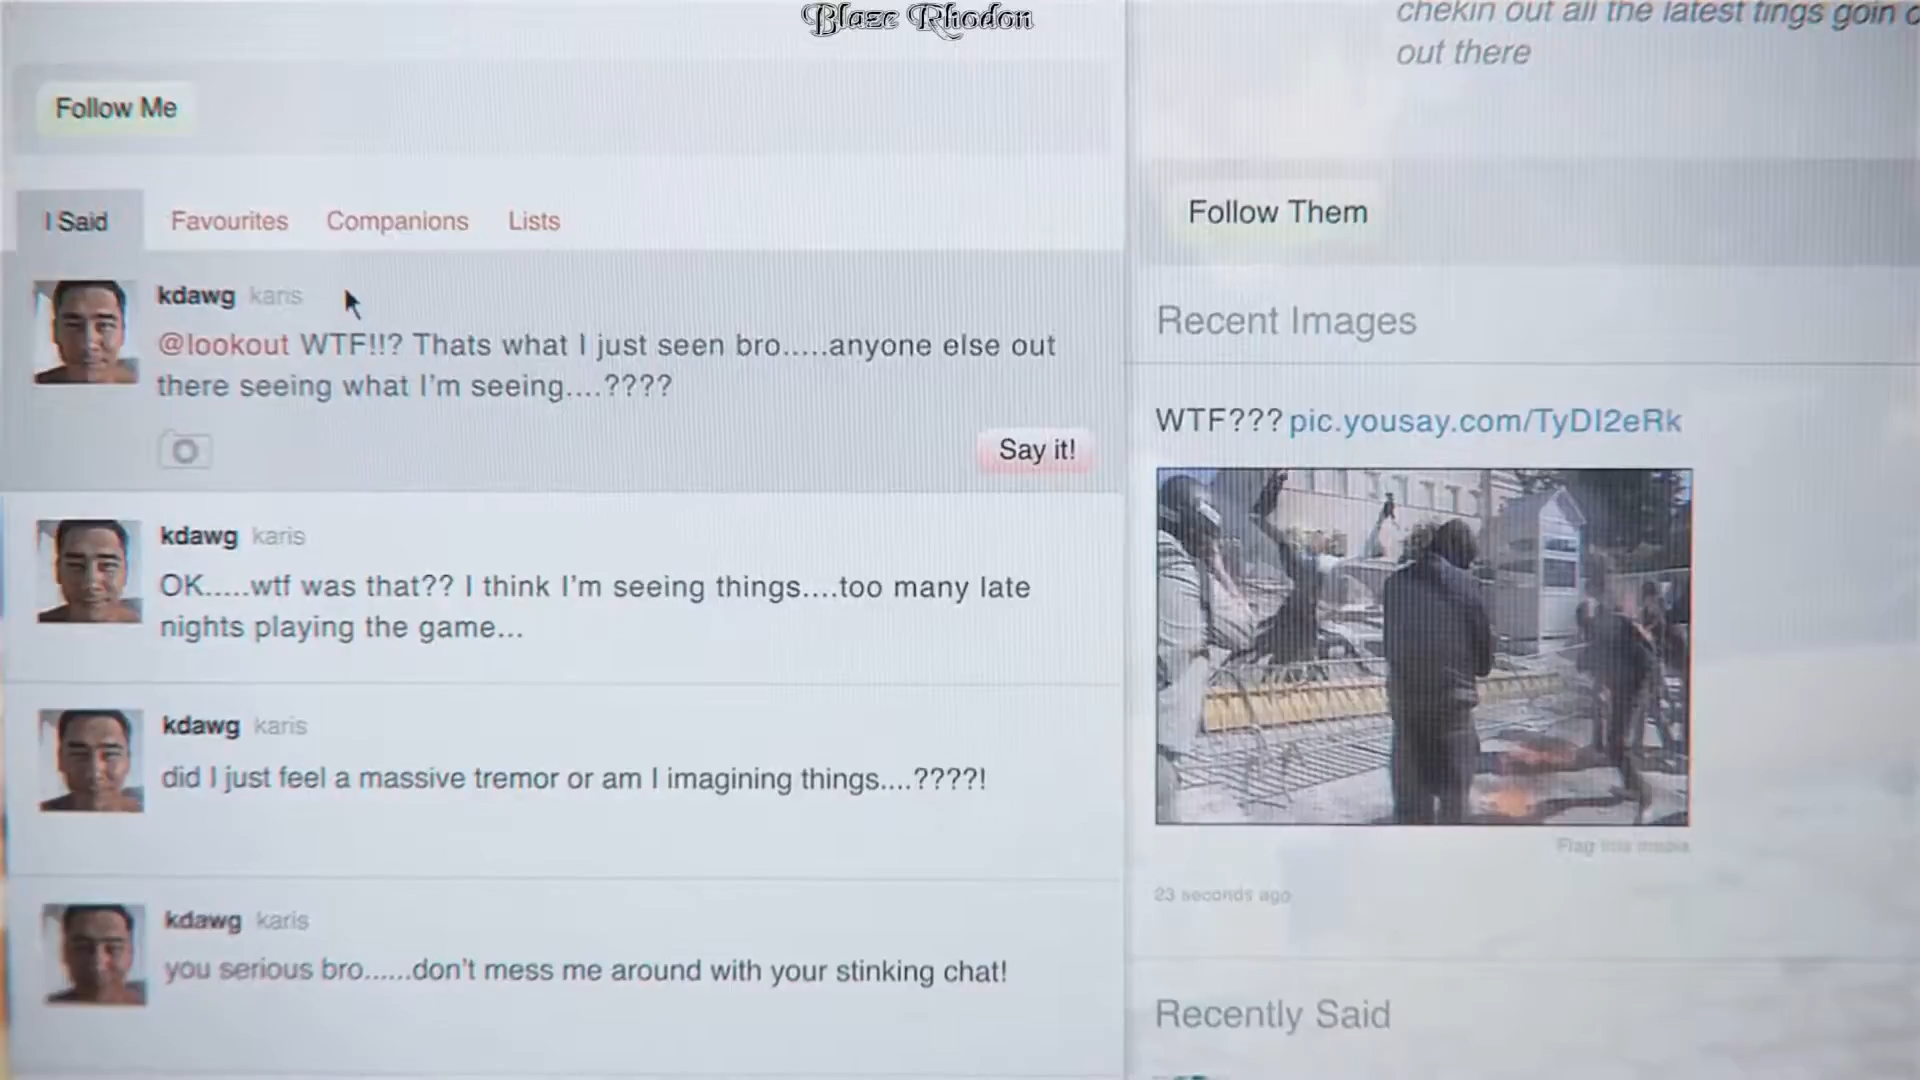 Blaze Rhodon
Follow Me
I Said Favourites Companions Lists
kdawg karis
@lookout WTF!!? Thats what I just seen bro.....anyone else out
there seeing what I'm seeing....????
Say it!
kdawg karis
OK.....wtf was that?? I think I'm seeing things....too many late
nights playing the game...
kdawg karis
did I just feel a massive tremor or am I imagining things....????!
kdawg karis
you serious bro......don't mess me around with your stinking chat!
chekin out all the latest tings goin
out there
Follow Them
Recent Images
WTF??? pic.yousay.com/TyDI2eRk
Flag this media
23 seconds ago
Recently Said